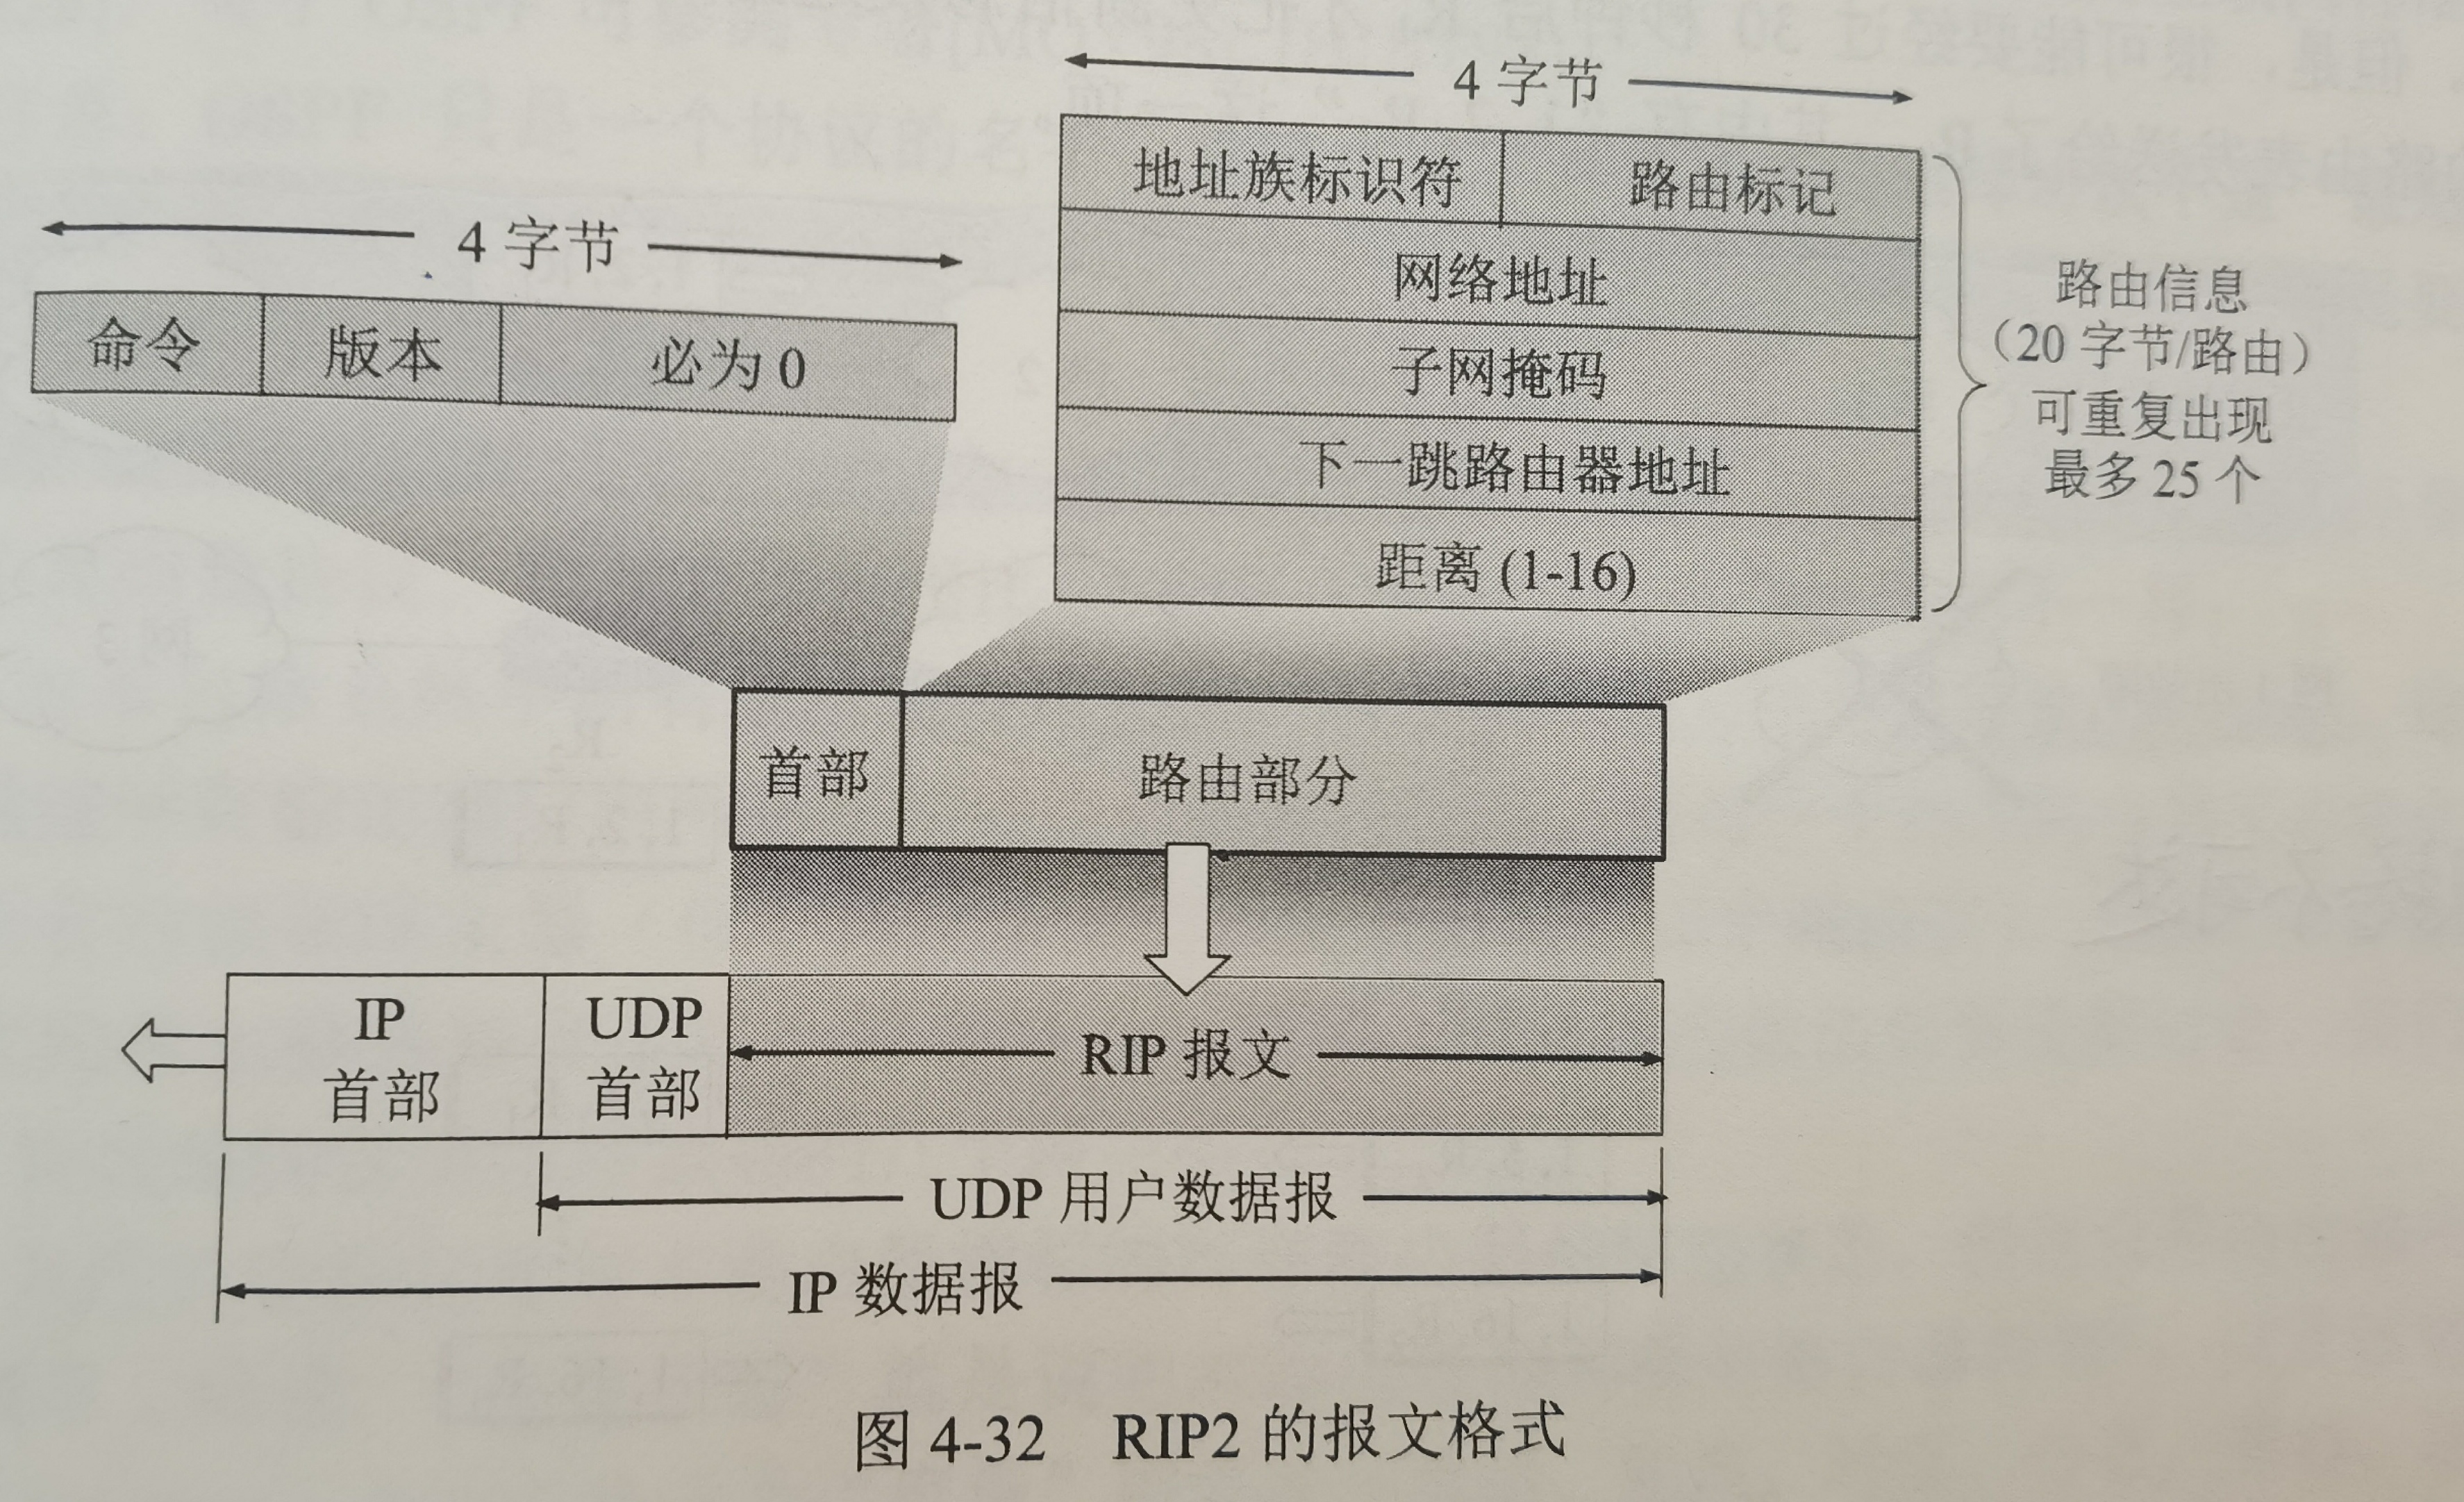 4 字节
地址族标识符 路由标记
网络地址
子网掩码
下一跳路由器地址
距离 (1-16)
路由信息
（20 字节/路由）
可重复出现
最多 25 个
4 字节
命令 版本 必为 0
首部 路由部分
IP
首部
UDP
首部
RIP 报文
UDP 用户数据报
IP 数据报
图 4-32 RIP2 的报文格式